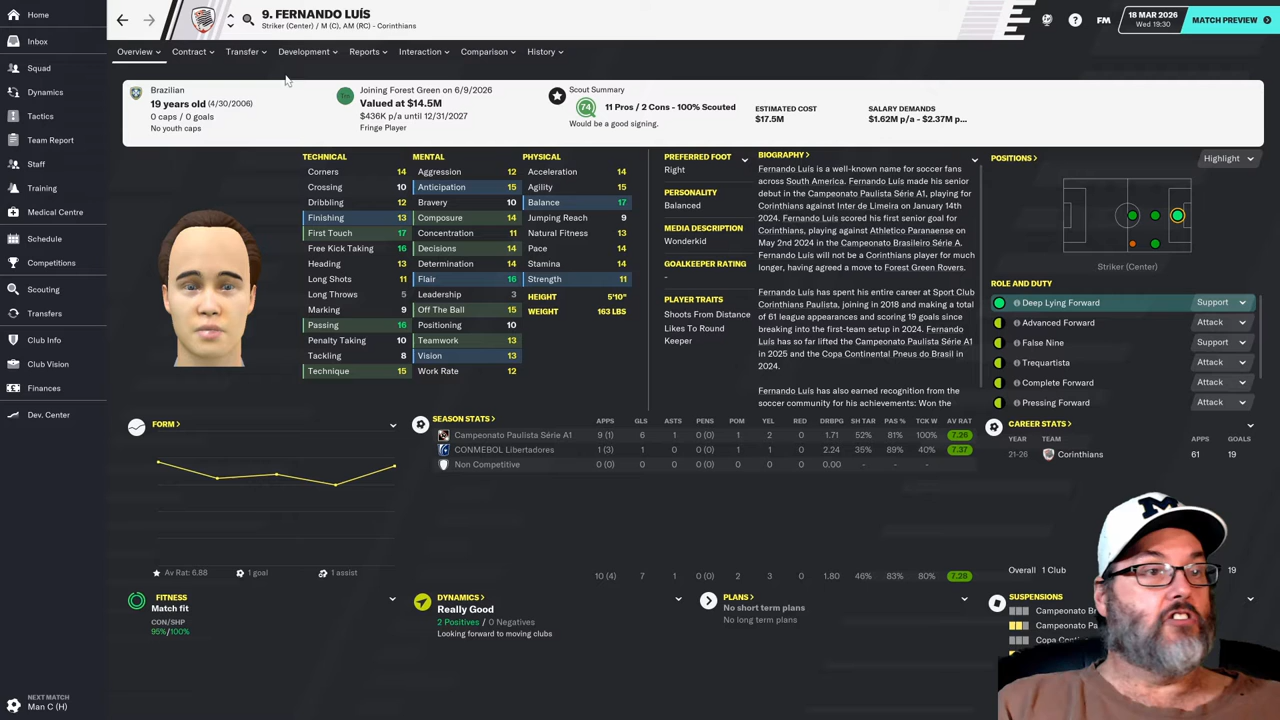 Home
Inbox
Squad
Dynamics
Tactics
Team Report
Staff
Training
Medical Centre
Schedule
Competitions
Scouting
Transfers
Club Info
Club Vision
Finances
Dev. Center
NEXT MATCH
Man C (H)
9. FERNANDO LUÍS
Striker (Center) / M (C), AM (RC) - Corinthians
FM
18 MAR 2026
Wed 19:30
MATCH PREVIEW
Overview
Contract
Transfer
Development
Reports
Interaction
Comparison
History
Brazilian
19 years old (4/30/2006)
0 caps / 0 goals
No youth caps
Joining Forest Green on 6/9/2026
Valued at $14.5M
$436K p/a until 12/31/2027
Fringe Player
Scout Summary
74
11 Pros / 2 Cons - 100% Scouted
Would be a good signing.
ESTIMATED COST
$17.5M
SALARY DEMANDS
$1.62M p/a - $2.37M p...
TECHNICAL
Corners 14
Crossing 10
Dribbling 12
Finishing 13
First Touch 17
Free Kick Taking 16
Heading 13
Long Shots 11
Long Throws 5
Marking 9
Passing 16
Penalty Taking 10
Tackling 8
Technique 15
MENTAL
Aggression 12
Anticipation 15
Bravery 10
Composure 14
Concentration 11
Decisions 14
Determination 14
Flair 16
Leadership 3
Off The Ball 15
Positioning 10
Teamwork 13
Vision 13
Work Rate 12
PHYSICAL
Acceleration 14
Agility 15
Balance 17
Jumping Reach 9
Natural Fitness 13
Pace 14
Stamina 14
Strength 11
HEIGHT 5'10"
WEIGHT 163 LBS
PREFERRED FOOT
Right
PERSONALITY
Balanced
MEDIA DESCRIPTION
Wonderkid
GOALKEEPER RATING
-
PLAYER TRAITS
Shoots From Distance
Likes To Round
Keeper
BIOGRAPHY
Fernando Luís is a well-known name for soccer fans
across South America. Fernando Luís made his senior
debut in the Campeonato Paulista Série A1, playing for
Corinthians against Inter de Limeira on January 14th
2024. Fernando Luís scored his first senior goal for
Corinthians, playing against Athletico Paranaense on
May 2nd 2024 in the Campeonato Brasileiro Série A.
Fernando Luís will not be a Corinthians player for much
longer, having agreed a move to Forest Green Rovers.
Fernando Luís has spent his entire career at Sport Club
Corinthians Paulista, joining in 2018 and making a total
of 61 league appearances and scoring 19 goals since
breaking into the first-team setup in 2024. Fernando
Luís has so far lifted the Campeonato Paulista Série A1
in 2025 and the Copa Continental Pneus do Brasil in
2024.
Fernando Luís has also earned recognition from the
soccer community for his achievements: Won the
POSITIONS
Highlight
Striker (Center)
ROLE AND DUTY
Deep Lying Forward Support
Advanced Forward Attack
False Nine Support
Trequartista Attack
Complete Forward Attack
Pressing Forward Attack
FORM
Av Rat: 6.88
1 goal
1 assist
SEASON STATS
APPS GLS ASTS PENS POM YEL RED DRBPG SH TAR PAS % TCK W AV RAT
Campeonato Paulista Série A1 9 (1) 6 1 0 (0) 1 2 0 1.71 52% 81% 100% 7.26
CONMEBOL Libertadores 1 (3) 1 0 0 (0) 1 1 0 2.24 35% 89% 40% 7.37
Non Competitive 0 (0) 0 0 0 (0) 0 0 0 0.00 - - - -
10 (4) 7 1 0 (0) 2 3 0 1.80 46% 83% 80% 7.28
CAREER STATS
YEAR TEAM APPS GOALS
21-26 Corinthians 61 19
Overall 1 Club 19
FITNESS
Match fit
CON/SHP
95%/100%
DYNAMICS
Really Good
2 Positives / 0 Negatives
Looking forward to moving clubs
PLANS
No short term plans
No long term plans
SUSPENSIONS
Campeonato Br
Campeonato Pa
Copa Conti